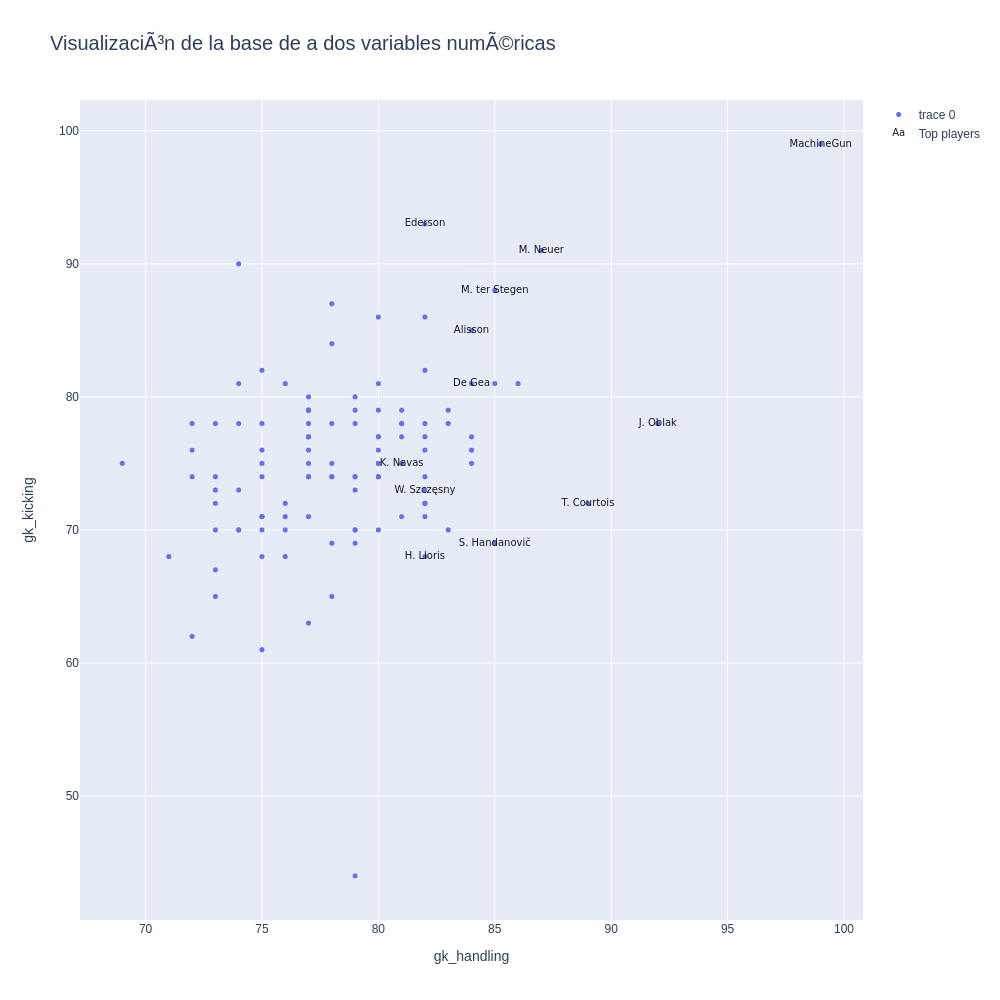 VisualizaciÃ³n de la base de a dos variables numÃ©ricas
trace 0
Aa Top players
MachineGun
Ederson
M. Neuer
M. ter Stegen
Alisson
De Gea
J. Oblak
K. Navas
W. Szczęsny
T. Courtois
S. Handanovič
H. Lloris
100
90
80
70
60
50
gk_kicking
70 75 80 85 90 95 100
gk_handling